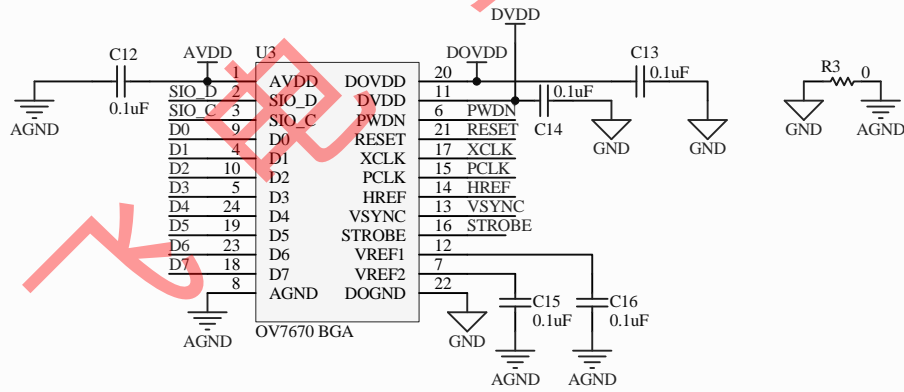 DVDD
C12 AVDD U3 DOVDD C13
1 AVDD DOVDD 20
0.1uF 0.1uF 0.1uF R3 0
SIO_D 2 SIO_D DVDD 11
AGND SIO_C 3 SIO_C PWDN 6 PWDN C14 GND AGND
D0 9 D0 RESET 21 RESET GND GND
D1 4 D1 XCLK 17 XCLK
D2 10 D2 PCLK 15 PCLK
D3 5 D3 HREF 14 HREF
D4 24 D4 VSYNC 13 VSYNC
D5 19 D5 STROBE 16 STROBE
D6 23 D6 VREF1 12
D7 18 D7 VREF2 7
8 AGND DOGND 22
C15 C16
0.1uF 0.1uF
AGND OV7670 BGA GND
AGND AGND
飞